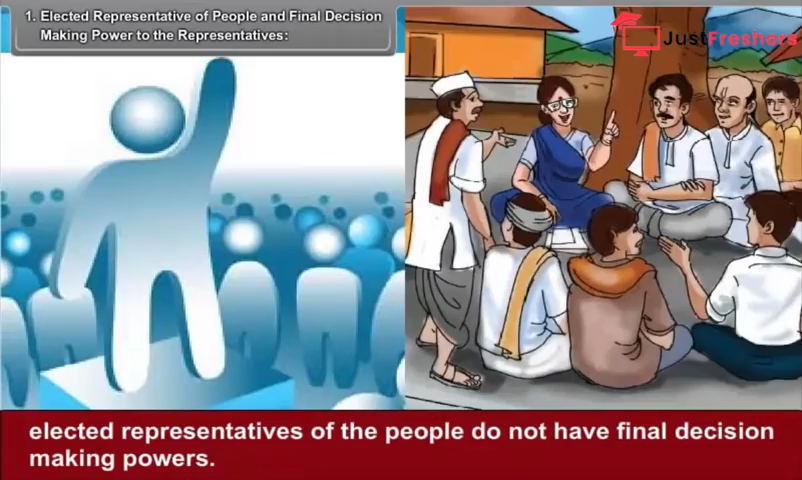 1. Elected Representative of People and Final Decision
Making Power to the Representatives:
JustFreshers
elected representatives of the people do not have final decision
making powers.